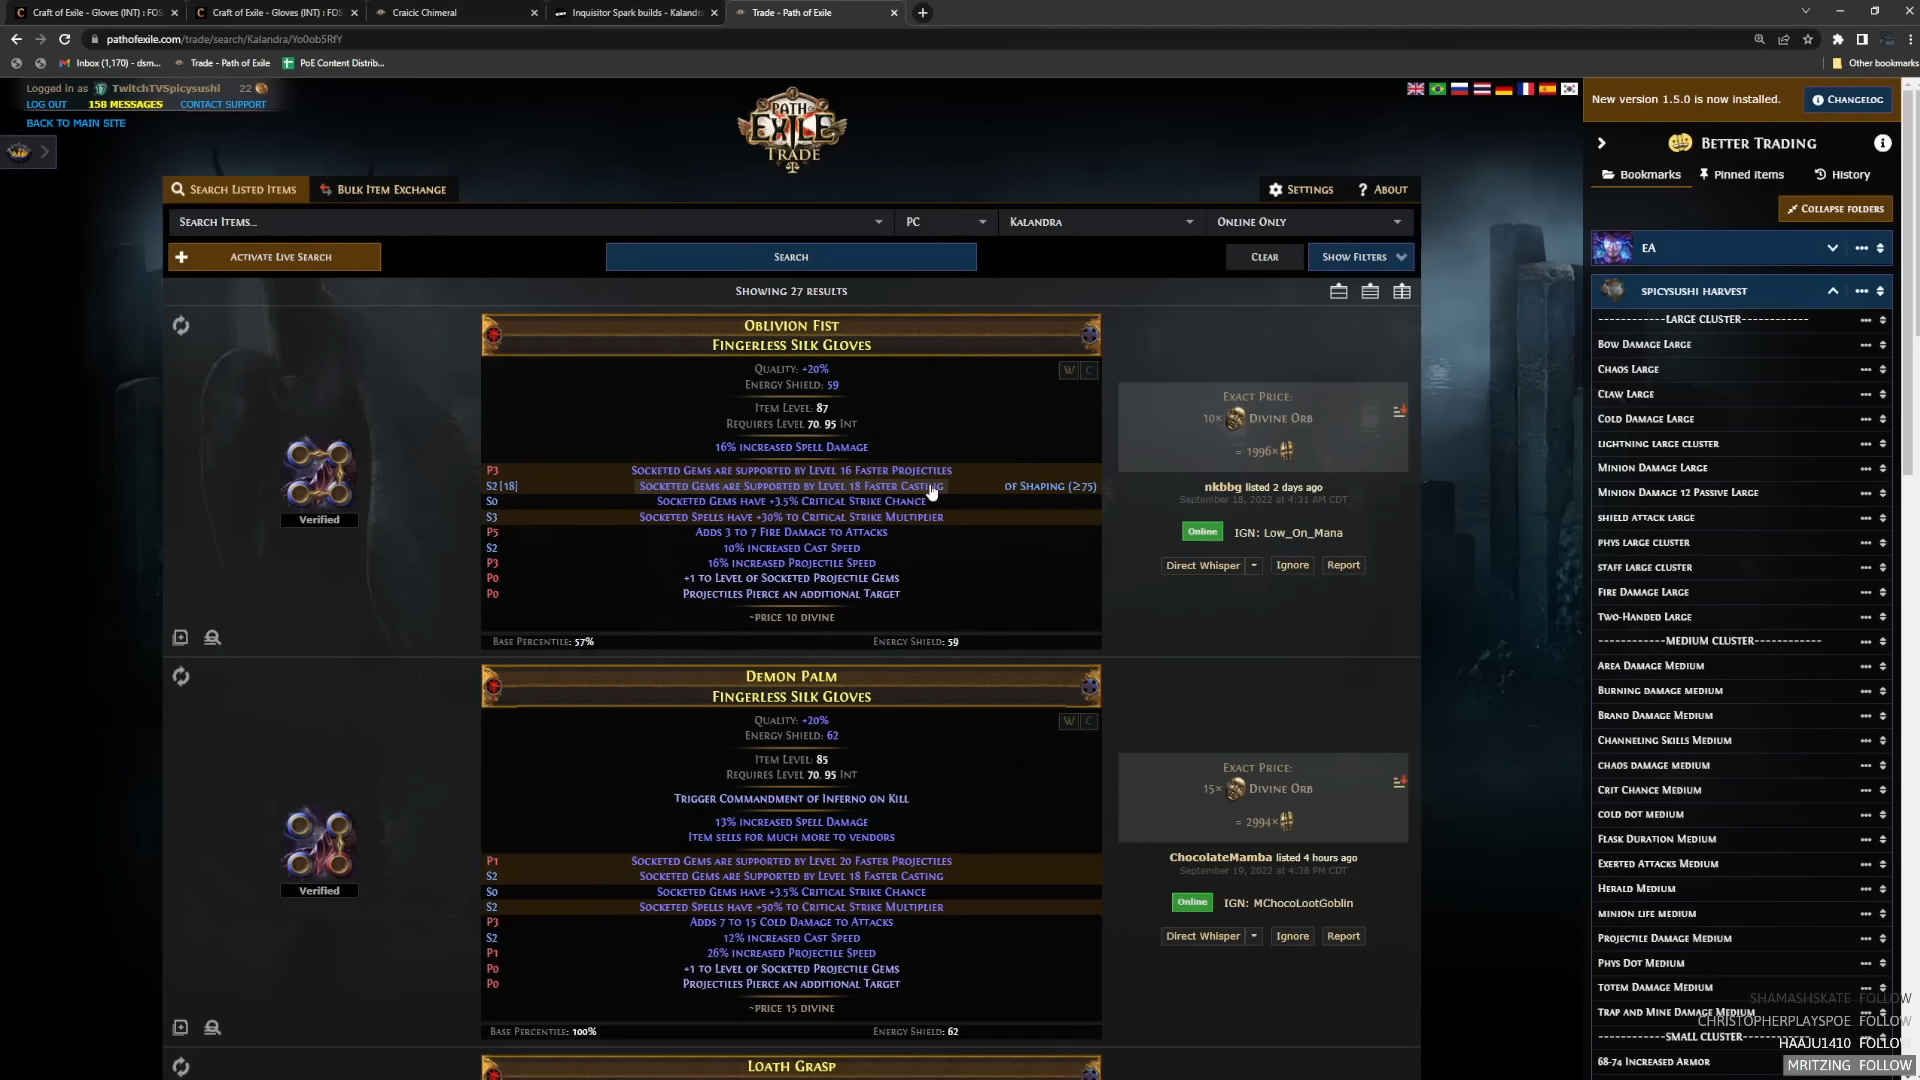 Craft of Exile - Gloves (INT) : FOS
Craft of Exile - Gloves (INT) : FOS
Craicic Chimeral
Inquisitor Spark builds - Kalandra
Trade - Path of Exile
pathofexile.com/trade/search/Kalandra/Yo0ob5RfY
Inbox (1,170) - dsm...
Trade - Path of Exile
PoE Content Distrib...
Other bookmarks
Logged in as TwitchTVSpicysushi 22
LOG OUT 158 MESSAGES CONTACT SUPPORT
BACK TO MAIN SITE
PATH OF EXILE
TRADE
New version 1.5.0 is now installed. CHANGELOG
BETTER TRADING
Bookmarks Pinned items History
COLLAPSE FOLDERS
SEARCH LISTED ITEMS BULK ITEM EXCHANGE SETTINGS ? ABOUT
SEARCH ITEMS... PC KALANDRA ONLINE ONLY
ACTIVATE LIVE SEARCH SEARCH CLEAR SHOW FILTERS
SHOWING 27 RESULTS
OBLIVION FIST
FINGERLESS SILK GLOVES
QUALITY: +20%
W C
ENERGY SHIELD: 59
ITEM LEVEL: 87
REQUIRES LEVEL 70, 95 INT
16% INCREASED SPELL DAMAGE
P3 SOCKETED GEMS ARE SUPPORTED BY LEVEL 16 FASTER PROJECTILES
S2 [18] SOCKETED GEMS ARE SUPPORTED BY LEVEL 18 FASTER CASTING OF SHAPING (≥75)
S0 SOCKETED GEMS HAVE +3.5% CRITICAL STRIKE CHANCE
S3 SOCKETED SPELLS HAVE +30% TO CRITICAL STRIKE MULTIPLIER
P5 ADDS 3 TO 7 FIRE DAMAGE TO ATTACKS
S2 10% INCREASED CAST SPEED
P3 16% INCREASED PROJECTILE SPEED
P0 +1 TO LEVEL OF SOCKETED PROJECTILE GEMS
P0 PROJECTILES PIERCE AN ADDITIONAL TARGET
~PRICE 10 DIVINE
BASE PERCENTILE: 57% ENERGY SHIELD: 59
Verified
EXACT PRICE:
10× DIVINE ORB
= 1996×
nkbbg listed 2 days ago
September 18, 2022 at 4:31 AM CDT
Online IGN: Low_On_Mana
Direct Whisper Ignore Report
DEMON PALM
FINGERLESS SILK GLOVES
QUALITY: +20%
W C
ENERGY SHIELD: 62
ITEM LEVEL: 85
REQUIRES LEVEL 70, 95 INT
TRIGGER COMMANDMENT OF INFERNO ON KILL
13% INCREASED SPELL DAMAGE
ITEM SELLS FOR MUCH MORE TO VENDORS
P1 SOCKETED GEMS ARE SUPPORTED BY LEVEL 20 FASTER PROJECTILES
S2 SOCKETED GEMS ARE SUPPORTED BY LEVEL 18 FASTER CASTING
S0 SOCKETED GEMS HAVE +3.5% CRITICAL STRIKE CHANCE
S2 SOCKETED SPELLS HAVE +50% TO CRITICAL STRIKE MULTIPLIER
P3 ADDS 7 TO 15 COLD DAMAGE TO ATTACKS
S2 12% INCREASED CAST SPEED
P1 26% INCREASED PROJECTILE SPEED
P0 +1 TO LEVEL OF SOCKETED PROJECTILE GEMS
P0 PROJECTILES PIERCE AN ADDITIONAL TARGET
~PRICE 15 DIVINE
BASE PERCENTILE: 100% ENERGY SHIELD: 62
Verified
EXACT PRICE:
15× DIVINE ORB
= 2994×
ChocolateMamba listed 4 hours ago
September 19, 2022 at 4:38 PM CDT
Online IGN: MChocoLootGoblin
Direct Whisper Ignore Report
LOATH GRASP
EA
SPICYSUSHI HARVEST
------------LARGE CLUSTER------------
BOW DAMAGE LARGE
CHAOS LARGE
CLAW LARGE
COLD DAMAGE LARGE
LIGHTNING LARGE CLUSTER
MINION DAMAGE LARGE
MINION DAMAGE 12 PASSIVE LARGE
SHIELD ATTACK LARGE
PHYS LARGE CLUSTER
STAFF LARGE CLUSTER
FIRE DAMAGE LARGE
TWO-HANDED LARGE
------------MEDIUM CLUSTER------------
AREA DAMAGE MEDIUM
BURNING DAMAGE MEDIUM
BRAND DAMAGE MEDIUM
CHANNELING SKILLS MEDIUM
CHAOS DAMAGE MEDIUM
CRIT CHANCE MEDIUM
COLD DOT MEDIUM
FLASK DURATION MEDIUM
EXERTED ATTACKS MEDIUM
HERALD MEDIUM
MINION LIFE MEDIUM
PROJECTILE DAMAGE MEDIUM
PHYS DOT MEDIUM
TOTEM DAMAGE MEDIUM
SHAMASHSKATE FOLLOW
TRAP AND MINE DAMAGE MEDIUM
CHRISTOPHERPLAYSPOE FOLLOW
------------SMALL CLUSTER------------
HAAJU1410 FOLLOW
68-74 INCREASED ARMOR
MRITZING FOLLOW